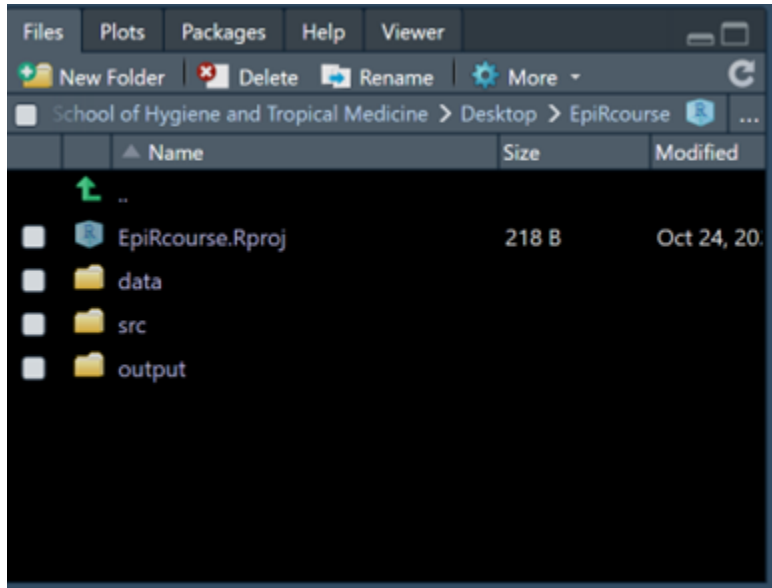 Files Plots Packages Help Viewer
New Folder Delete Rename More
School of Hygiene and Tropical Medicine > Desktop > EpiRcourse R ...
Name Size Modified
..
R EpiRcourse.Rproj 218 B Oct 24, 20
data
src
output